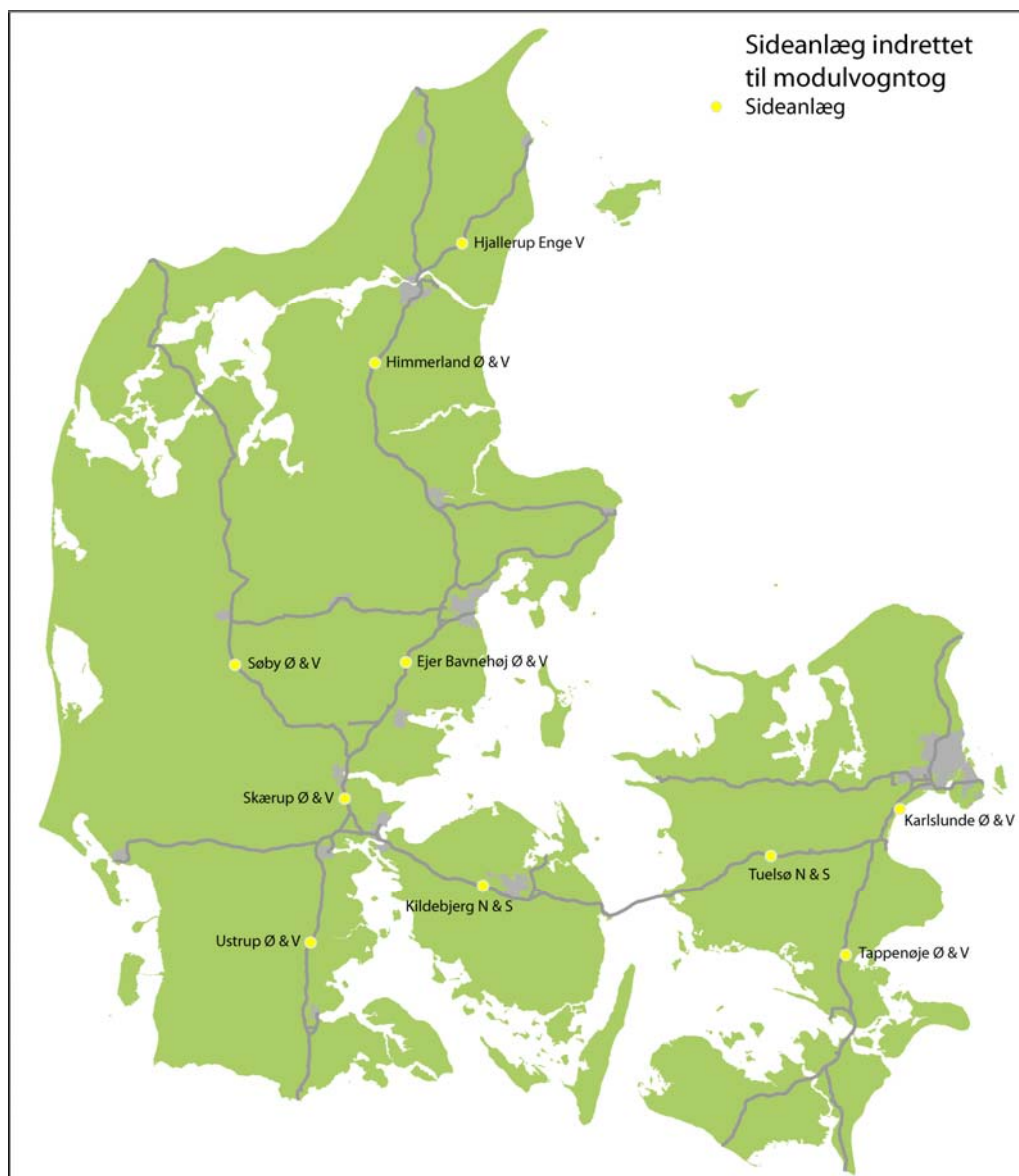 Sideanlæg indrettet
til modulvogntog
Sideanlæg
Hjallerup Enge V
Himmerland Ø & V
Søby Ø & V
Ejer Bavnehøj Ø & V
Skærup Ø & V
Karlslunde Ø & V
Tuelsø N & S
Kildebjerg N & S
Ustrup Ø & V
Tappenøje Ø & V